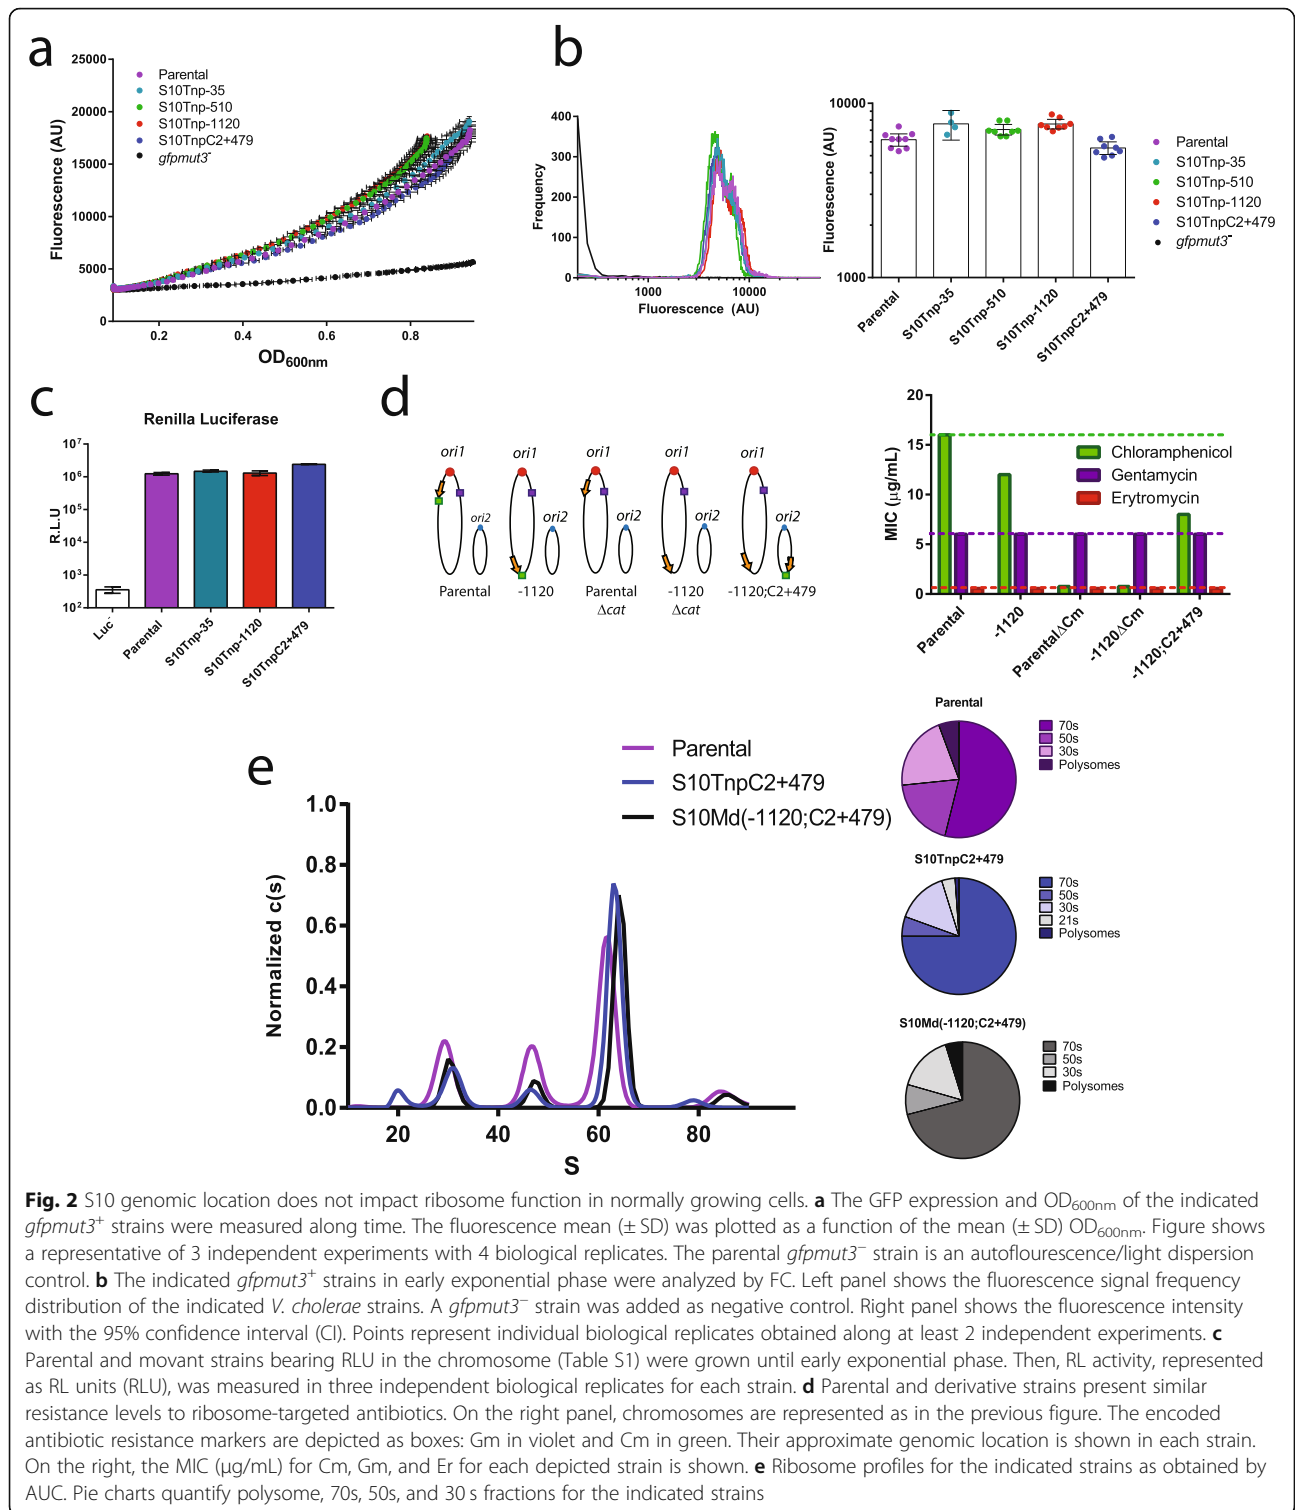 a
25000
20000
15000
10000
5000
0
Fluorescence (AU)
0.2 0.4 0.6 0.8
OD600nm
Parental
S10Tnp-35
S10Tnp-510
S10Tnp-1120
S10TnpC2+479
gfpmut3-
b
400
300
200
100
0
Frequency
1000 10000
Fluorescence (AU)
10000
1000
Fluorescence (AU)
Parental
S10Tnp-35
S10Tnp-510
S10Tnp-1120
S10TnpC2+479
Parental
S10Tnp-35
S10Tnp-510
S10Tnp-1120
S10TnpC2+479
gfpmut3-
c
Renilla Luciferase
10^7
10^6
10^5
10^4
10^3
10^2
R.L.U
Luc-
Parental
S10Tnp-35
S10Tnp-1120
S10TnpC2+479
d
ori1 ori1 ori1 ori1 ori1
ori2 ori2 ori2 ori2 ori2
Parental
-1120
Parental
Δcat
-1120
Δcat
-1120;C2+479
20
15
10
5
0
MIC (μg/mL)
Chloramphenicol
Gentamycin
Erytromycin
Parental
-1120
ParentalΔCm
-1120ΔCm
-1120;C2+479
e
Parental
S10TnpC2+479
S10Md(-1120;C2+479)
1.0
0.8
0.6
0.4
0.2
0.0
Normalized c(s)
20 40 60 80
S
Parental
70s
50s
30s
Polysomes
S10TnpC2+479
70s
50s
30s
21s
Polysomes
S10Md(-1120;C2+479)
70s
50s
30s
Polysomes
Fig. 2 S10 genomic location does not impact ribosome function in normally growing cells. a The GFP expression and OD600nm of the indicated
gfpmut3+ strains were measured along time. The fluorescence mean (± SD) was plotted as a function of the mean (± SD) OD600nm. Figure shows
a representative of 3 independent experiments with 4 biological replicates. The parental gfpmut3− strain is an autoflourescence/light dispersion
control. b The indicated gfpmut3+ strains in early exponential phase were analyzed by FC. Left panel shows the fluorescence signal frequency
distribution of the indicated V. cholerae strains. A gfpmut3− strain was added as negative control. Right panel shows the fluorescence intensity
with the 95% confidence interval (CI). Points represent individual biological replicates obtained along at least 2 independent experiments. c
Parental and movant strains bearing RLU in the chromosome (Table S1) were grown until early exponential phase. Then, RL activity, represented
as RL units (RLU), was measured in three independent biological replicates for each strain. d Parental and derivative strains present similar
resistance levels to ribosome-targeted antibiotics. On the right panel, chromosomes are represented as in the previous figure. The encoded
antibiotic resistance markers are depicted as boxes: Gm in violet and Cm in green. Their approximate genomic location is shown in each strain.
On the right, the MIC (μg/mL) for Cm, Gm, and Er for each depicted strain is shown. e Ribosome profiles for the indicated strains as obtained by
AUC. Pie charts quantify polysome, 70s, 50s, and 30 s fractions for the indicated strains